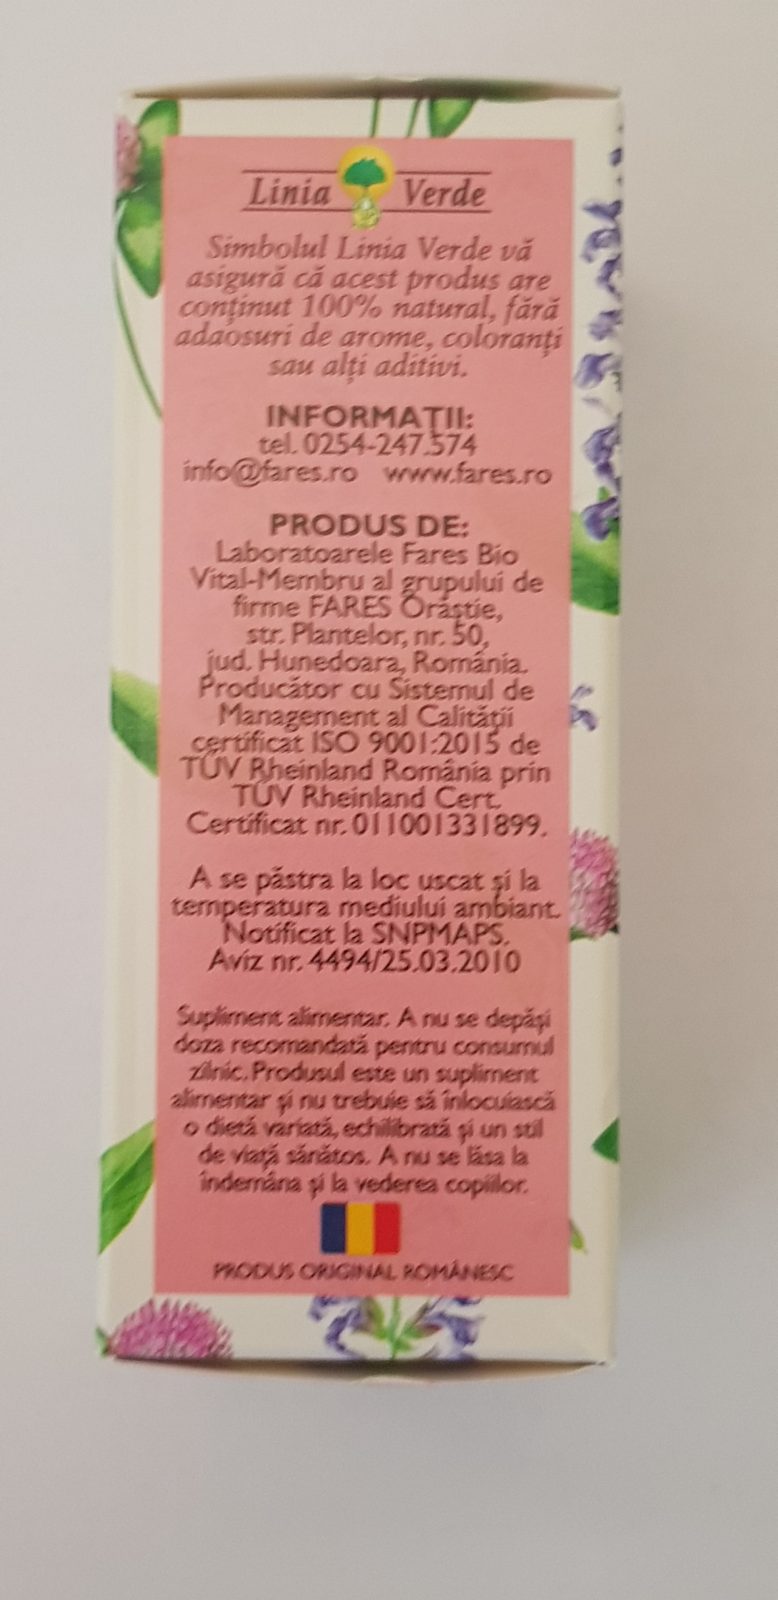 Linia Verde
Simbolul Linia Verde vă
asigură că acest produs are
conținut 100% natural, fără
adaosuri de arome, coloranți
sau alți aditivi.
INFORMAȚII:
tel. 0254-247.574
info@fares.ro www.fares.ro
PRODUS DE:
Laboratoarele Fares Bio
Vital-Membru al grupului de
firme FARES Orăștie,
str. Plantelor, nr. 50,
jud. Hunedoara, România.
Producător cu Sistemul de
Management al Calității
certificat ISO 9001:2015 de
TÜV Rheinland România prin
TÜV Rheinland Cert.
Certificat nr. 011001331899.
A se păstra la loc uscat și la
temperatura mediului ambiant.
Notificat la SNPMAPS.
Aviz nr. 4494/25.03.2010
Supliment alimentar. A nu se depăși
doza recomandată pentru consumul
zilnic. Produsul este un supliment
alimentar și nu trebuie să înlocuiască
o dietă variată, echilibrată și un stil
de viață sănătos. A nu se lăsa la
îndemâna și la vederea copiilor.
PRODUS ORIGINAL ROMÂNESC